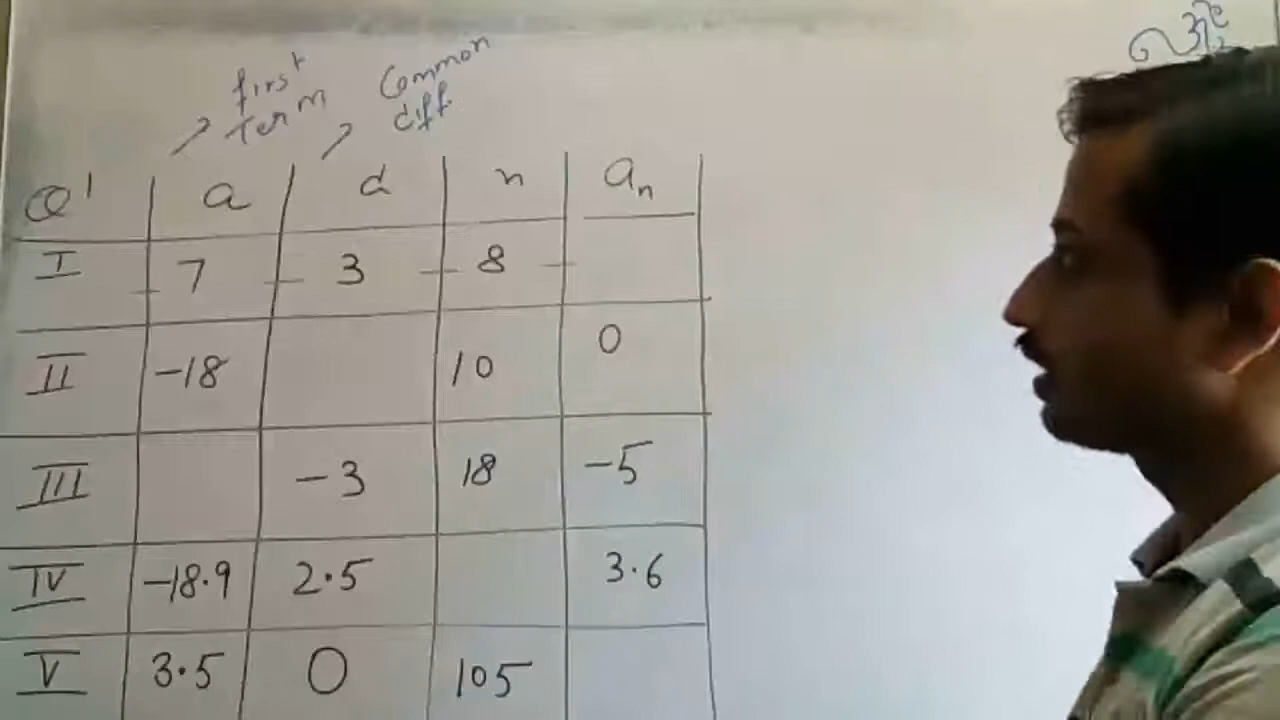 first
term
Common
diff
Q' a d n an
I 7 3 8
II -18 10 0
III -3 18 -5
IV -18.9 2.5 3.6
V 3.5 0 105